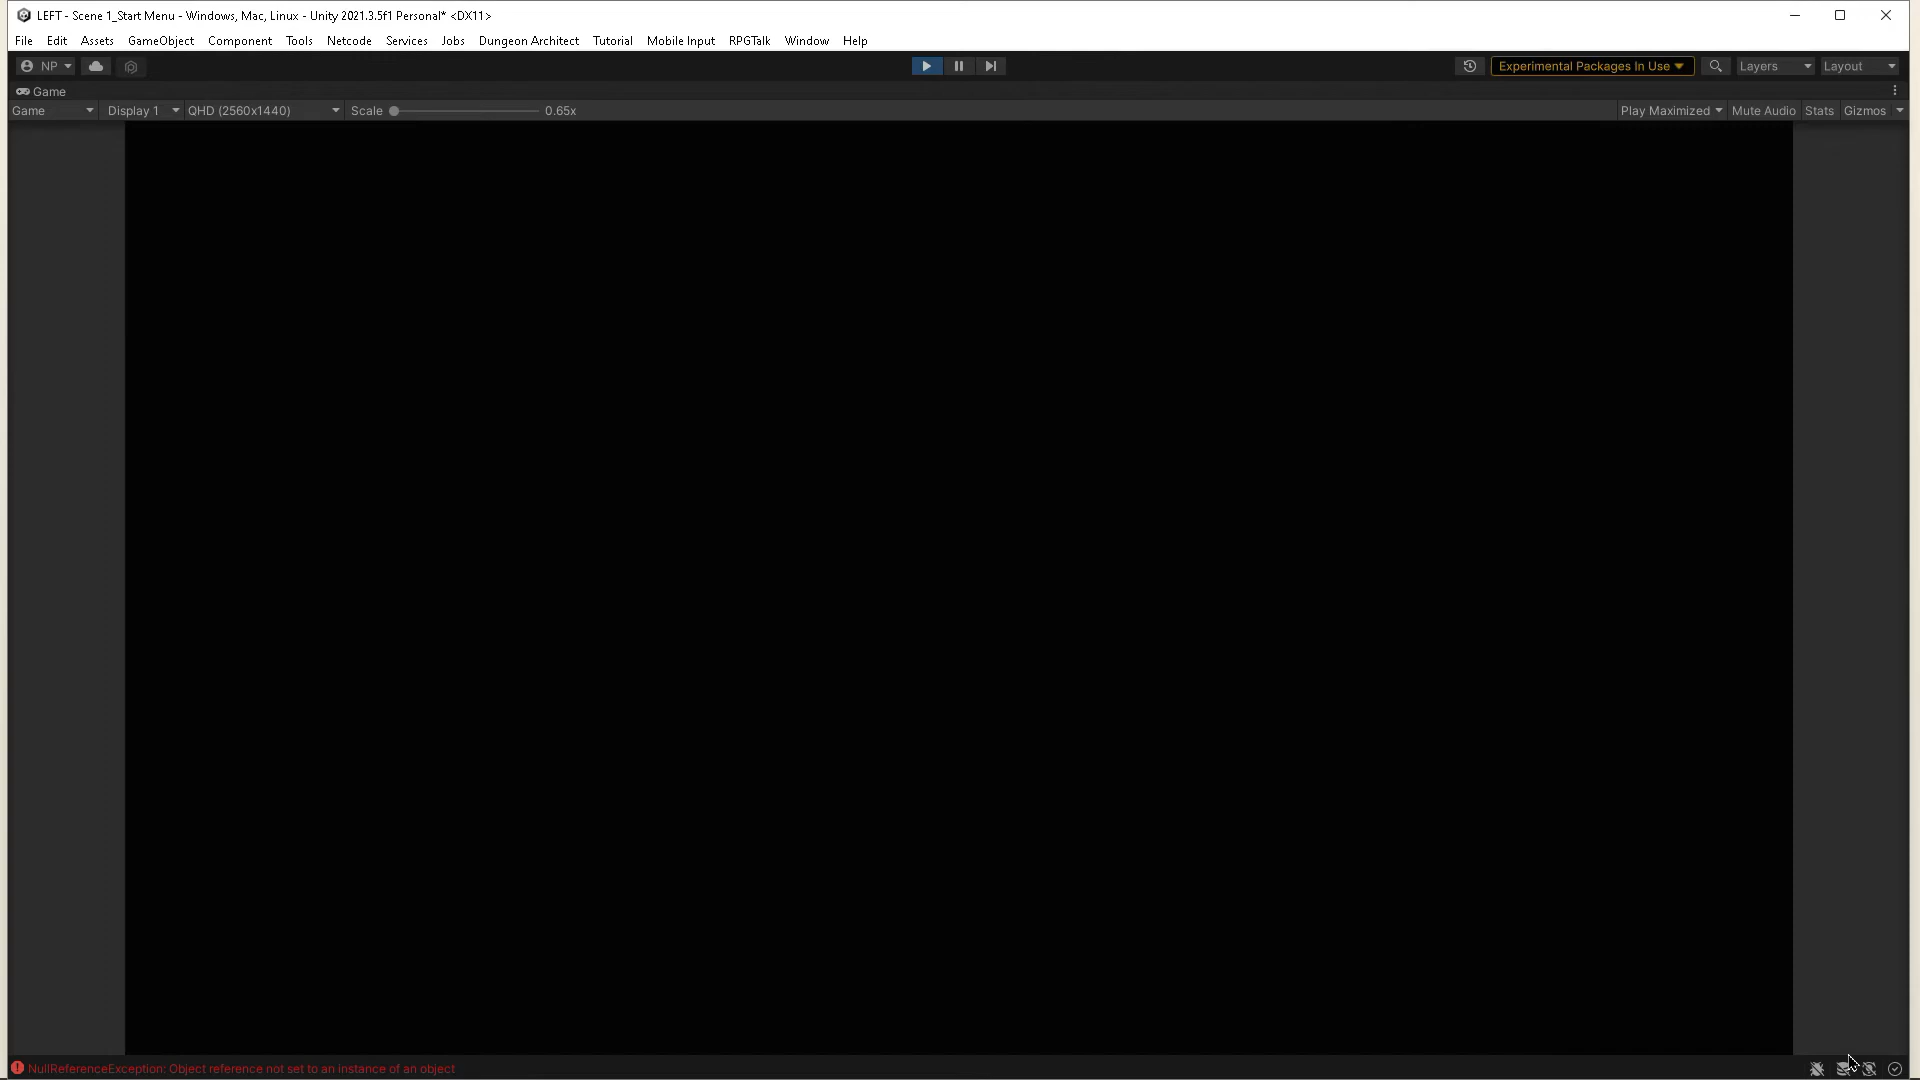 LEFT - Scene 1_Start Menu - Windows, Mac, Linux - Unity 2021.3.5f1 Personal* <DX11>
File Edit Assets GameObject Component Tools Netcode Services Jobs Dungeon Architect Tutorial Mobile Input RPGTalk Window Help
NP Experimental Packages In Use Layers Layout
Game
Game Display 1 QHD (2560x1440) Scale 0.65x Play Maximized Mute Audio Stats Gizmos
NullReferenceException: Object reference not set to an instance of an object